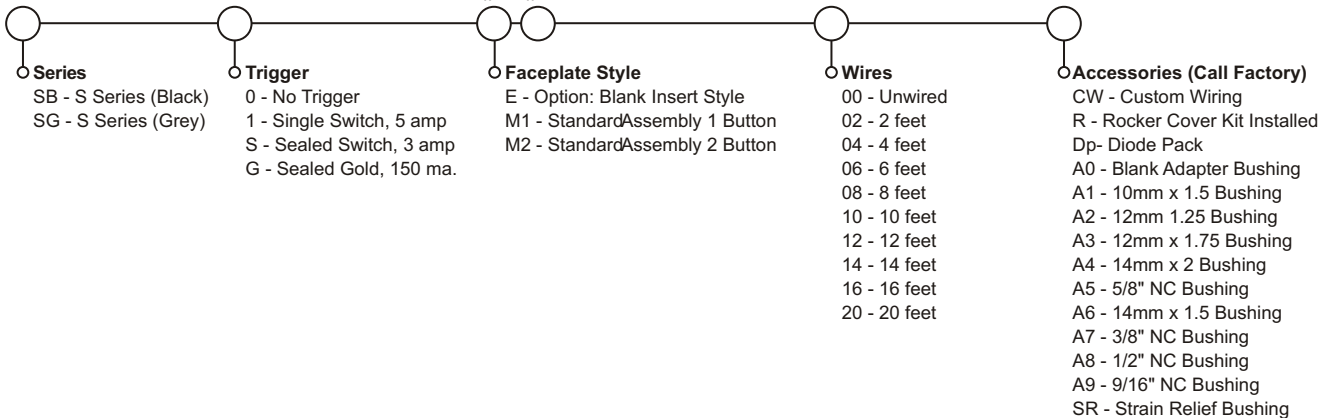 Series
SB - S Series (Black)
SG - S Series (Grey)
Trigger
0 - No Trigger
1 - Single Switch, 5 amp
S - Sealed Switch, 3 amp
G - Sealed Gold, 150 ma.
Faceplate Style
E - Option: Blank Insert Style
M1 - StandardAssembly 1 Button
M2 - StandardAssembly 2 Button
Wires
00 - Unwired
02 - 2 feet
04 - 4 feet
06 - 6 feet
08 - 8 feet
10 - 10 feet
12 - 12 feet
14 - 14 feet
16 - 16 feet
20 - 20 feet
Accessories (Call Factory)
CW - Custom Wiring
R - Rocker Cover Kit Installed
Dp- Diode Pack
A0 - Blank Adapter Bushing
A1 - 10mm x 1.5 Bushing
A2 - 12mm 1.25 Bushing
A3 - 12mm x 1.75 Bushing
A4 - 14mm x 2 Bushing
A5 - 5/8" NC Bushing
A6 - 14mm x 1.5 Bushing
A7 - 3/8" NC Bushing
A8 - 1/2" NC Bushing
A9 - 9/16" NC Bushing
SR - Strain Relief Bushing